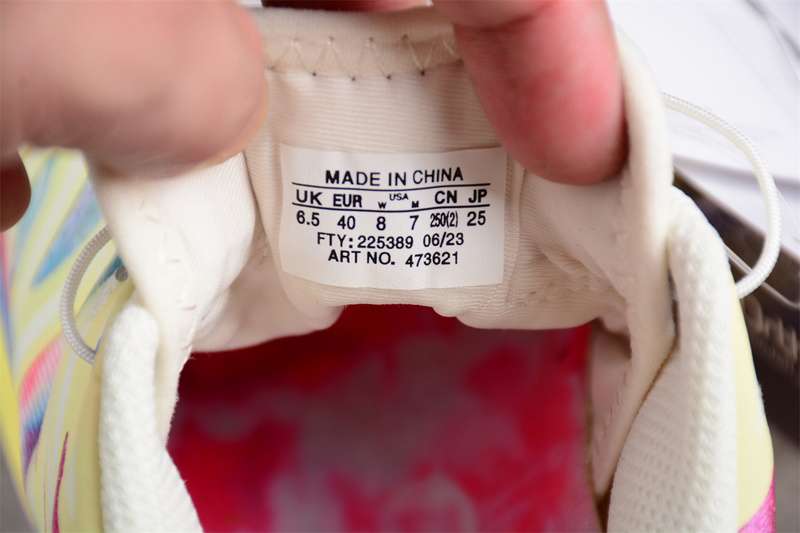 MADE IN CHINA
UK EUR W USA M CN JP
6.5 40 8 7 250(2) 25
FTY: 225389 06/23
ART NO. 473621